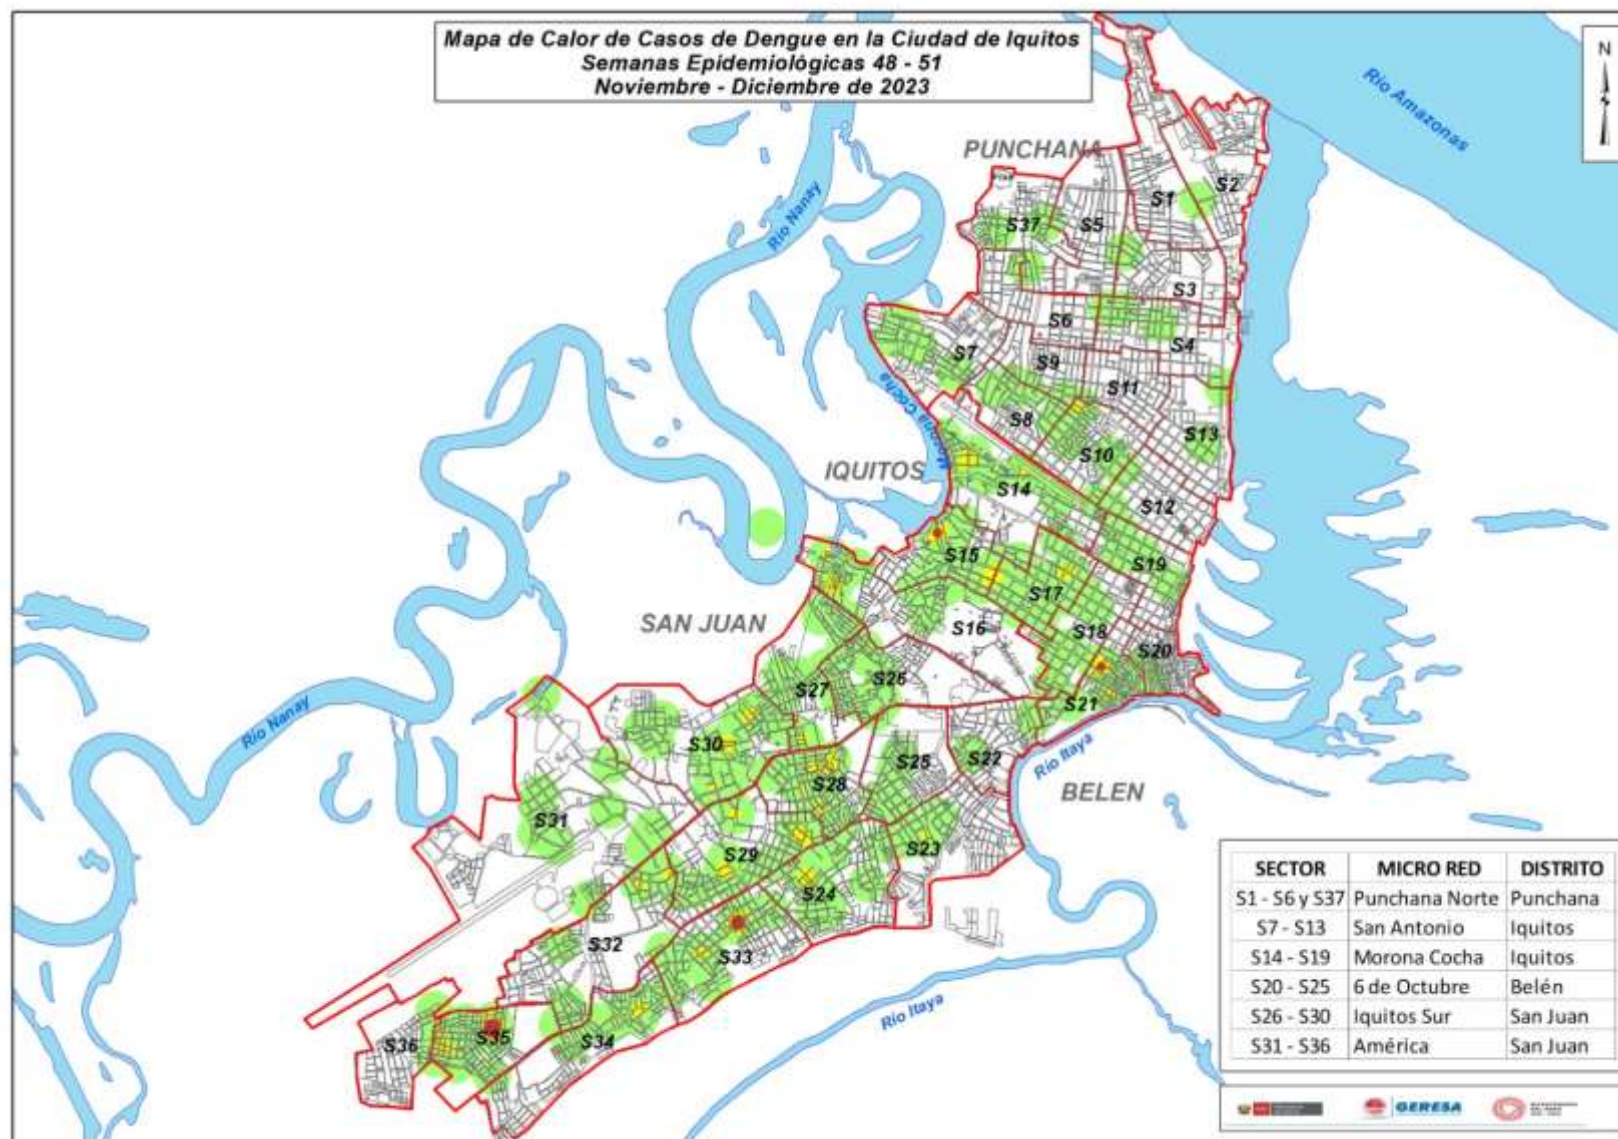 Mapa de Calor de Casos de Dengue en la Ciudad de Iquitos
Semanas Epidemiológicas 48 - 51
Noviembre - Diciembre de 2023
N
Río Amazonas
PUNCHANA
Río Nanay
S2
S1
S37
S5
S3
S6
S4
S7
S9
S11
Morona Cocha
S8
S13
S10
IQUITOS
S14
S12
S15
S19
S17
SAN JUAN
S16
S18
S20
S26
S27
S21
Río Nanay
S30
S25
S22
Río Itaya
S28
BELEN
S31
S29
S23
S24
S32
S33
Río Itaya
S36
S35
S34
SECTOR MICRO RED DISTRITO
S1 - S6 y S37 Punchana Norte Punchana
S7 - S13 San Antonio Iquitos
S14 - S19 Morona Cocha Iquitos
S20 - S25 6 de Octubre Belén
S26 - S30 Iquitos Sur San Juan
S31 - S36 América San Juan
GERESA